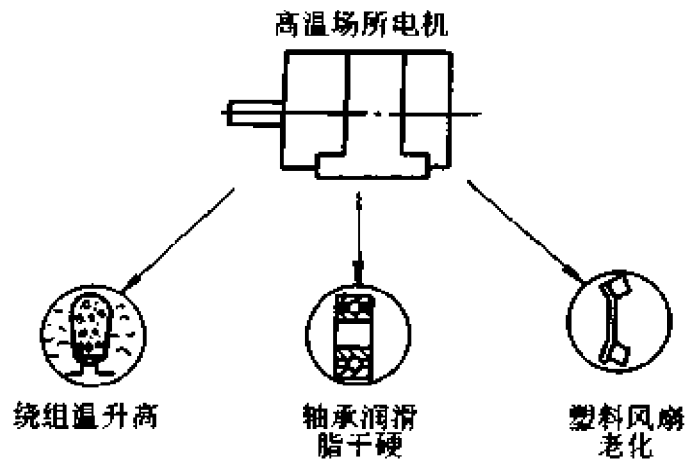 高温场所电机
绕组温升高
轴承润滑
脂干硬
塑料风扇
老化